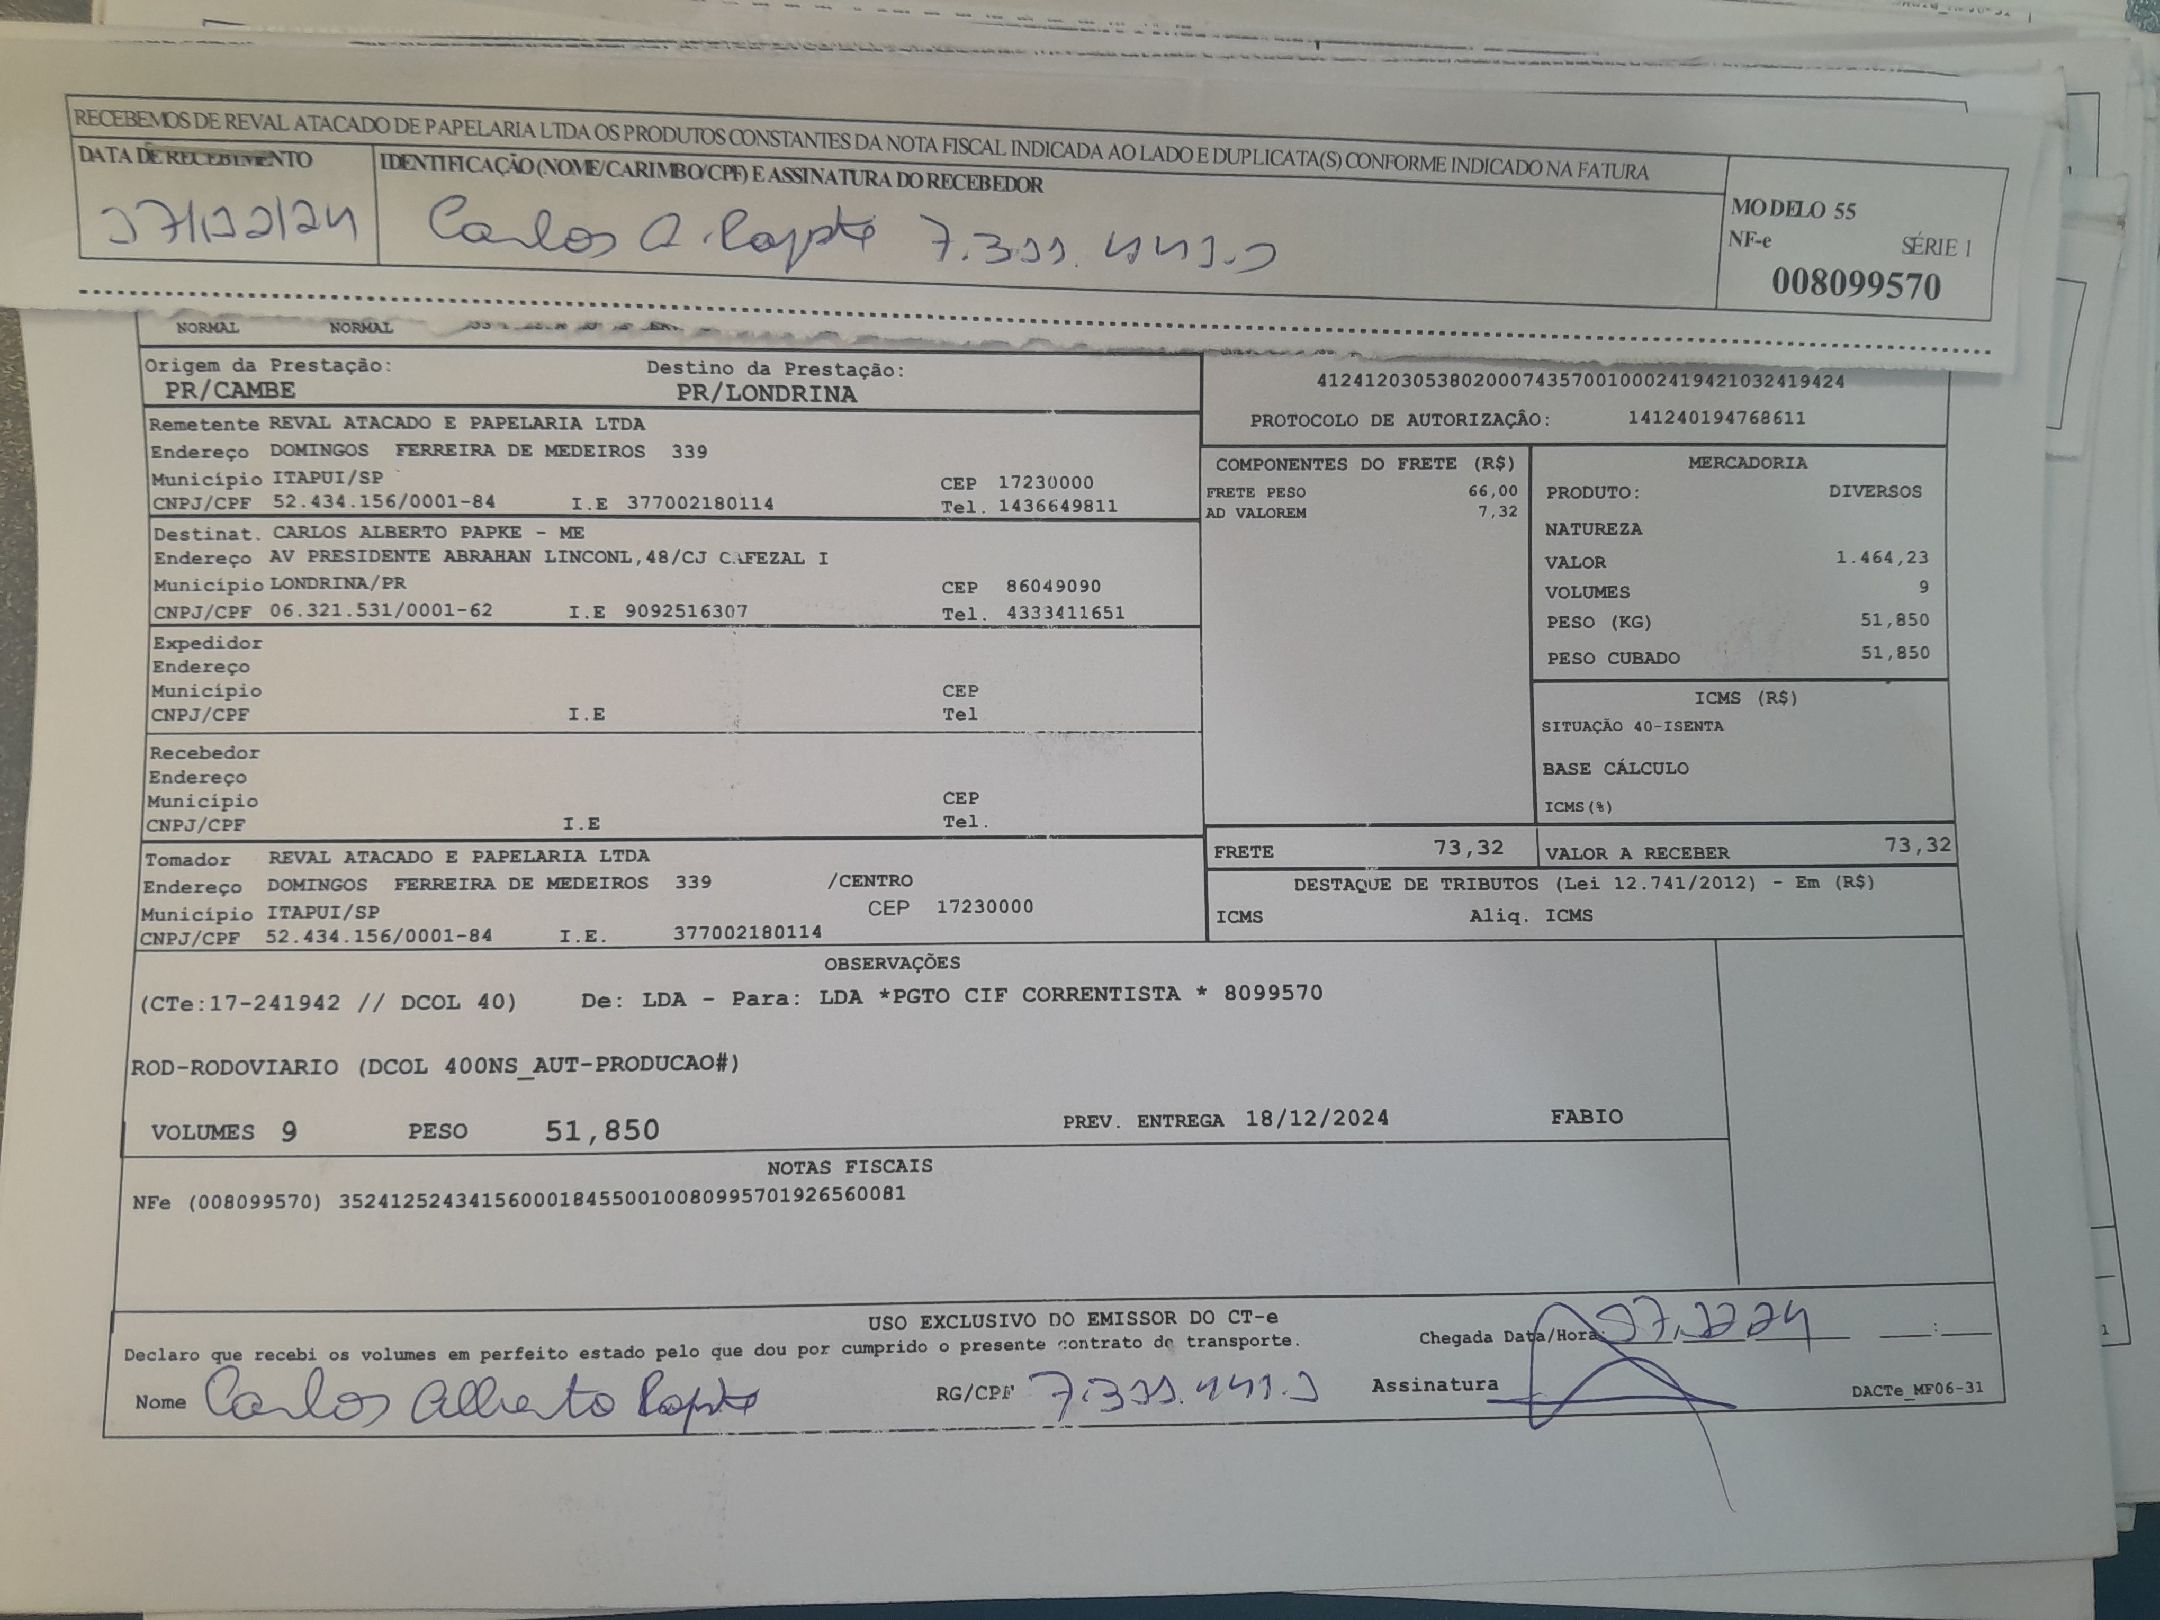 RECEBEMOS DE REVAL ATACADO DE PAPELARIA LTDA OS PRODUTOS CONSTANTES DA NOTA FISCAL INDICADA AO LADO E DUPLICATA(S) CONFORME INDICADO NA FATURA
DATA DE RECEBIMENTO IDENTIFICAÇÃO (NOME/CARIMBO/CPF) E ASSINATURA DO RECEBEDOR
Carlos A.
MODELO 55
NF-e SÉRIE 1
008099570
NORMAL NORMAL
Origem da Prestação: Destino da Prestação:
PR/CAMBE PR/LONDRINA
41241203053802000743570010002419421032419424
PROTOCOLO DE AUTORIZAÇÃO: 141240194768611
Remetente REVAL ATACADO E PAPELARIA LTDA
Endereço DOMINGOS FERREIRA DE MEDEIROS 339
Município ITAPUI/SP CEP 17230000
CNPJ/CPF 52.434.156/0001-84 I.E 377002180114 Tel. 1436649811
Destinat. CARLOS ALBERTO PAPKE - ME
Endereço AV PRESIDENTE ABRAHAN LINCONL,48/CJ CAFEZAL I
Município LONDRINA/PR CEP 86049090
CNPJ/CPF 06.321.531/0001-62 I.E 9092516307 Tel. 4333411651
Expedidor
Endereço
Município CEP
CNPJ/CPF I.E Tel
Recebedor
Endereço
Município CEP
CNPJ/CPF I.E Tel.
Tomador REVAL ATACADO E PAPELARIA LTDA
Endereço DOMINGOS FERREIRA DE MEDEIROS 339 /CENTRO
Município ITAPUI/SP CEP 17230000
CNPJ/CPF 52.434.156/0001-84 I.E. 377002180114
COMPONENTES DO FRETE (R$)
FRETE PESO 66,00
AD VALOREM 7,32
MERCADORIA
PRODUTO: DIVERSOS
NATUREZA
VALOR 1.464,23
VOLUMES 9
PESO (KG) 51,850
PESO CUBADO 51,850
ICMS (R$)
SITUAÇÃO 40-ISENTA
BASE CÁLCULO
ICMS(%)
FRETE 73,32 VALOR A RECEBER 73,32
DESTAQUE DE TRIBUTOS (Lei 12.741/2012) - Em (R$)
ICMS Aliq. ICMS
OBSERVAÇÕES
(CTe:17-241942 // DCOL 40) De: LDA - Para: LDA *PGTO CIF CORRENTISTA * 8099570
ROD-RODOVIARIO (DCOL 400NS_AUT-PRODUCAO#)
VOLUMES 9 PESO 51,850 PREV. ENTREGA 18/12/2024 FABIO
NOTAS FISCAIS
NFe (008099570) 35241252434156000184550010080995701926560081
USO EXCLUSIVO DO EMISSOR DO CT-e
Declaro que recebi os volumes em perfeito estado pelo que dou por cumprido o presente contrato de transporte.
Chegada Data/Hora:
Nome Carlos Alberto RG/CPF Assinatura
DACTe_MF06-31